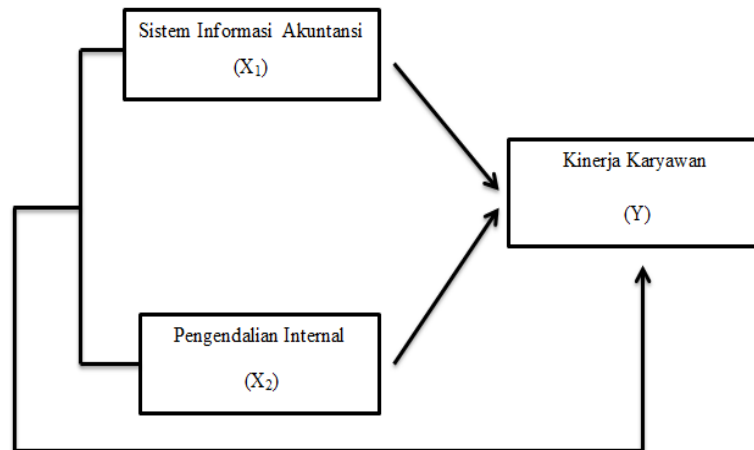 Sistem Informasi Akuntansi
(X₁)
Kinerja Karyawan
(Y)
Pengendalian Internal
(X₂)